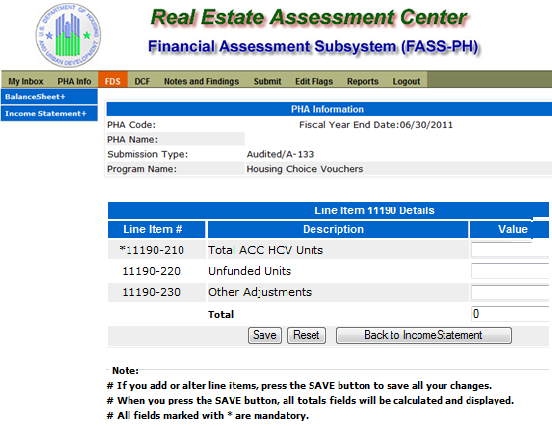 U.S. DEPARTMENT OF HOUSING AND URBAN DEVELOPMENT
Real Estate Assessment Center
Financial Assessment Subsystem (FASS-PH)
My Inbox PHA Info FDS DCF Notes and Findings Submit Edit Flags Reports Logout
BalanceSheet+
Income Statement+
PHA Information
PHA Code: Fiscal Year End Date:06/30/2011
PHA Name:
Submission Type: Audited/A-133
Program Name: Housing Choice Vouchers
Line Item 11190 Details
Line Item # Description Value
*11190-210 Total ACC HCV Units
11190-220 Unfunded Units
11190-230 Other Adjustments
Total 0
Save Reset Back to IncomeStatement
Note:
# If you add or alter line items, press the SAVE button to save all your changes.
# When you press the SAVE button, all totals fields will be calculated and displayed.
# All fields marked with * are mandatory.